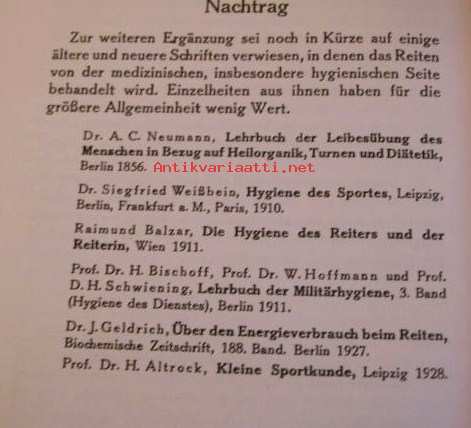 Nachtrag
Zur weiteren Ergänzung sei noch in Kürze auf einige
ältere und neuere Schriften verwiesen, in denen das Reiten
von der medizinischen, insbesondere hygienischen Seite
behandelt wird. Einzelheiten aus ihnen haben für die
größere Allgemeinheit wenig Wert.
Dr. A. C. Neumann, Lehrbuch der Leibesübung des
Menschen in Bezug auf Heilorganik, Turnen und Diätetik,
Berlin 1856.
Antikvariaatti.net
Dr. Siegfried Weißbein, Hygiene des Sportes, Leipzig,
Berlin, Frankfurt a. M., Paris, 1910.
Raimund Balzar, Die Hygiene des Reiters und der
Reiterin, Wien 1911.
Prof. Dr. H. Bischoff, Prof. Dr. W. Hoffmann und Prof.
D. H. Schwiening, Lehrbuch der Militärhygiene, 3. Band
(Hygiene des Dienstes), Berlin 1911.
Dr. J. Geldrich, Über den Energieverbrauch beim Reiten,
Biochemische Zeitschrift, 188. Band. Berlin 1927.
Prof. Dr. H. Altrock, Kleine Sportkunde, Leipzig 1928.